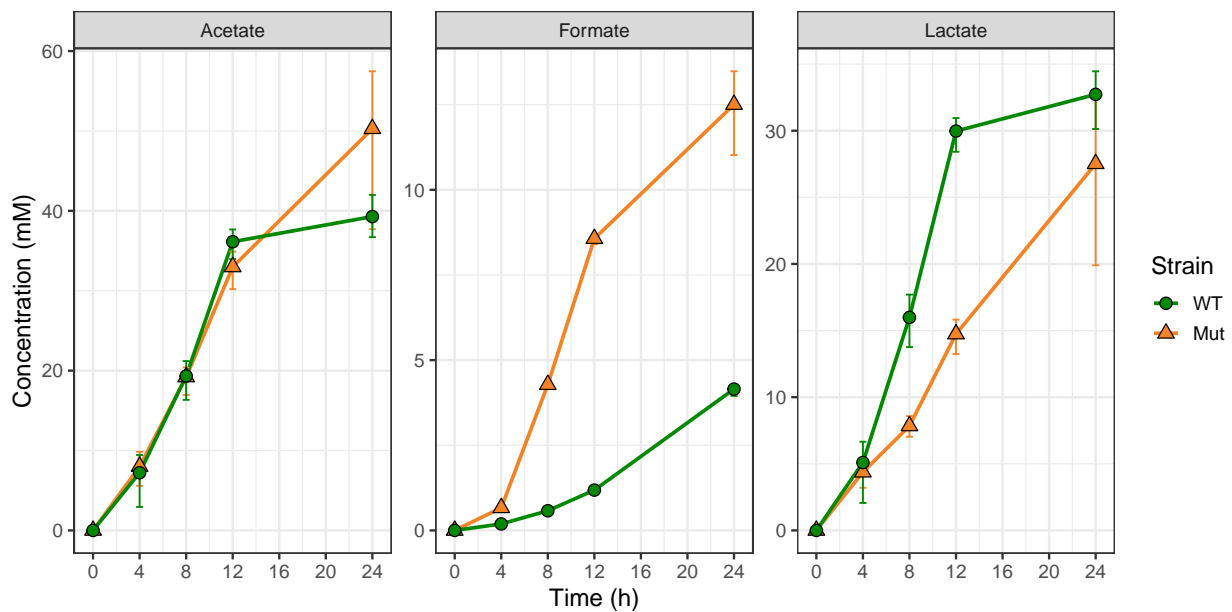 Acetate
Formate
Lactate
60
40
20
0
10
5
0
30
20
10
0
Concentration (mM)
0 4 8 12 16 20 24
0 4 8 12 16 20 24
0 4 8 12 16 20 24
Time (h)
Strain
WT
Mut